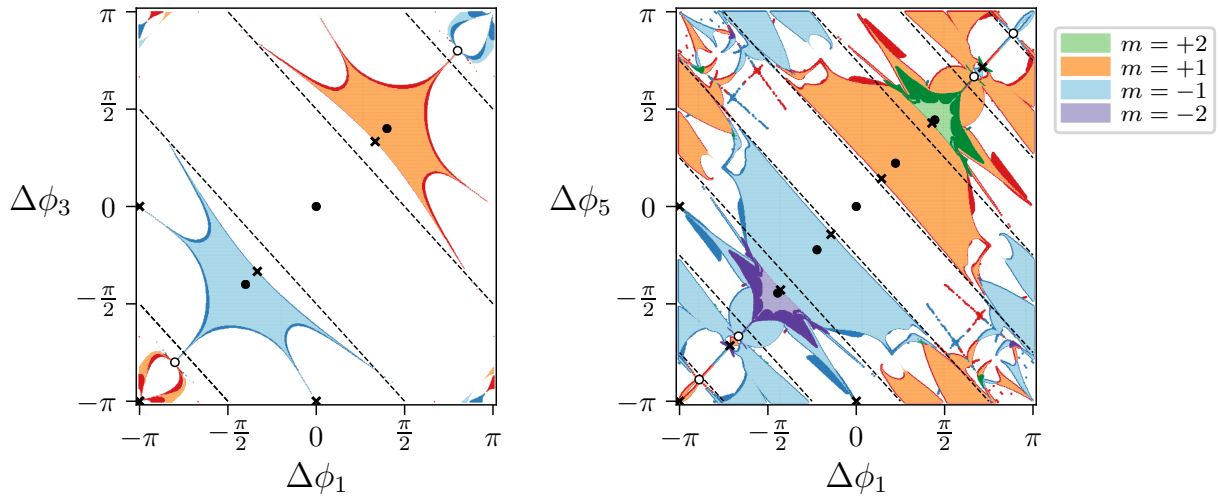 π
π/2
0
−π/2
−π
Δϕ₃
−π
−π/2
0
π/2
π
Δϕ₁
π
π/2
0
−π/2
−π
Δϕ₅
−π
−π/2
0
π/2
π
Δϕ₁
m = +2
m = +1
m = −1
m = −2